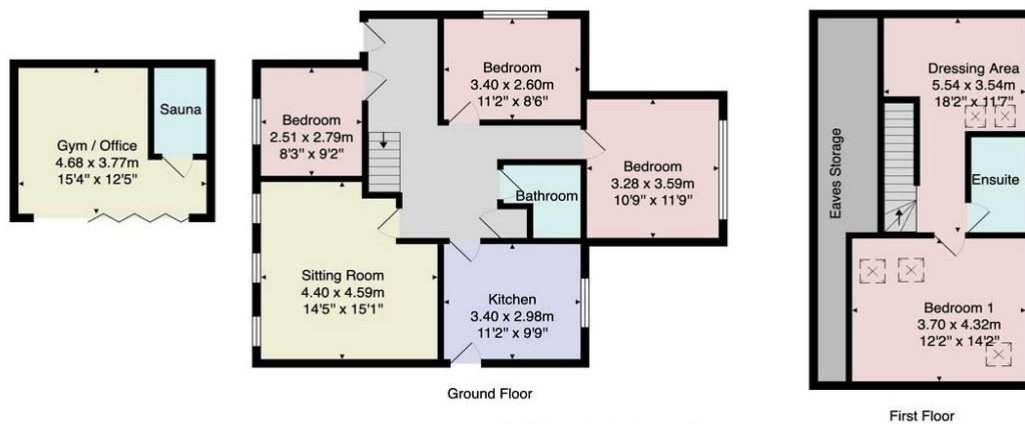 Gym / Office
4.68 x 3.77m
15'4" x 12'5"
Sauna
Bedroom
2.51 x 2.79m
8'3" x 9'2"
Bedroom
3.40 x 2.60m
11'2" x 8'6"
Bedroom
3.28 x 3.59m
10'9" x 11'9"
Bathroom
Sitting Room
4.40 x 4.59m
14'5" x 15'1"
Kitchen
3.40 x 2.98m
11'2" x 9'9"
Ground Floor
Eaves Storage
Dressing Area
5.54 x 3.54m
18'2" x 11'7"
Ensuite
Bedroom 1
3.70 x 4.32m
12'2" x 14'2"
First Floor